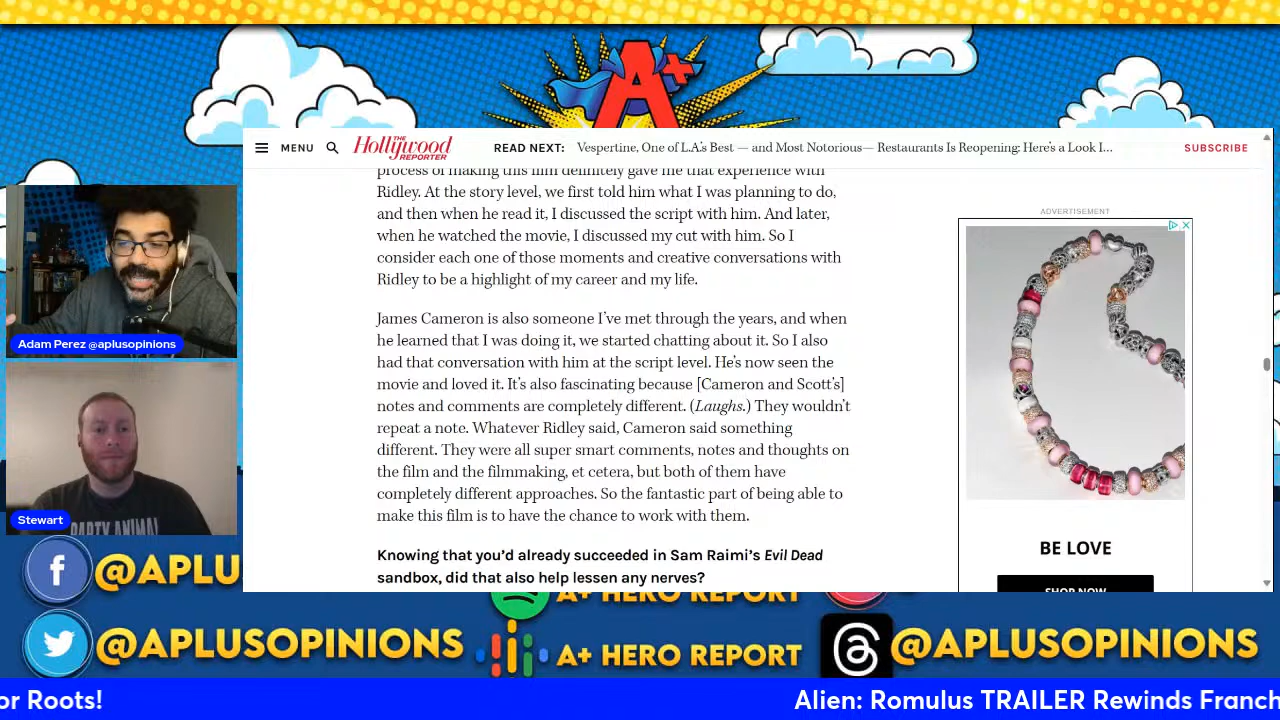 A+
MENU
THE Hollywood REPORTER
READ NEXT: Vespertine, One of L.A.'s Best — and Most Notorious— Restaurants Is Reopening: Here's a Look I...
SUBSCRIBE
process of making this film definitely gave me that experience with
Ridley. At the story level, we first told him what I was planning to do,
and then when he read it, I discussed the script with him. And later,
when he watched the movie, I discussed my cut with him. So I
consider each one of those moments and creative conversations with
Ridley to be a highlight of my career and my life.
James Cameron is also someone I've met through the years, and when
he learned that I was doing it, we started chatting about it. So I also
had that conversation with him at the script level. He's now seen the
movie and loved it. It's also fascinating because [Cameron and Scott's]
notes and comments are completely different. (Laughs.) They wouldn't
repeat a note. Whatever Ridley said, Cameron said something
different. They were all super smart comments, notes and thoughts on
the film and the filmmaking, et cetera, but both of them have
completely different approaches. So the fantastic part of being able to
make this film is to have the chance to work with them.
Knowing that you'd already succeeded in Sam Raimi's Evil Dead
sandbox, did that also help lessen any nerves?
ADVERTISEMENT
BE LOVE
SHOP NOW
Adam Perez @aplusopinions
PARTY ANIMAL
Stewart
f
@APLU
A+ HERO REPORT
@APLUSOPINIONS
A+ HERO REPORT
@APLUSOPINIONS
or Roots!
Alien: Romulus TRAILER Rewinds Franch